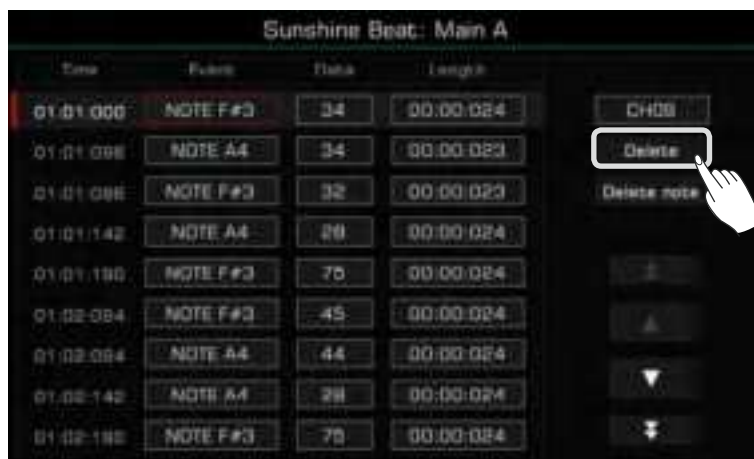 Sunshine Beat: Main A
Time Event Data Length
01:01:000 NOTE F#3 34 00:00:024 CH09
01:01:096 NOTE A4 34 00:00:023 Delete
01:01:096 NOTE F#3 32 00:00:023 Delete note
01:01:142 NOTE A4 28 00:00:024
01:01:190 NOTE F#3 75 00:00:024
01:02:094 NOTE F#3 45 00:00:024
01:02:094 NOTE A4 44 00:00:024
01:02:142 NOTE A4 28 00:00:024
01:02:190 NOTE F#3 75 00:00:024